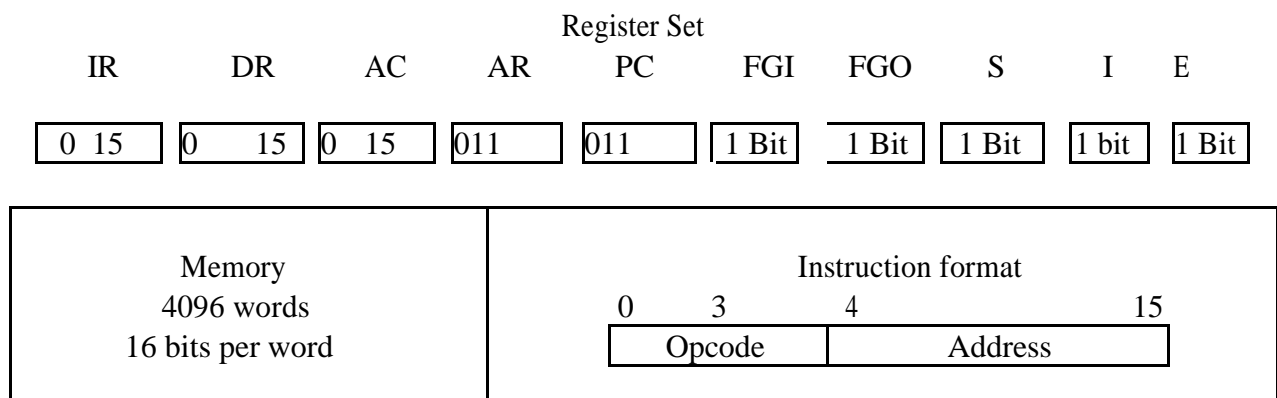 Register Set
IR DR AC AR PC FGI FGO S I E
0 15 0 15 0 15 011 011 1 Bit 1 Bit 1 Bit 1 bit 1 Bit
Memory
4096 words
16 bits per word
Instruction format
0 3 4 15
Opcode Address